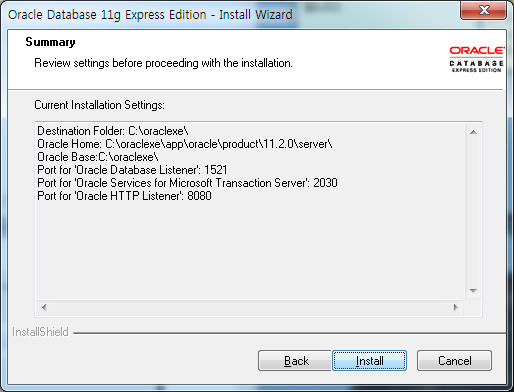 Oracle Database 11g Express Edition - Install Wizard
Summary
Review settings before proceeding with the installation.
ORACLE
DATABASE
EXPRESS EDITION
Current Installation Settings:
Destination Folder: C:\oraclexe\
Oracle Home: C:\oraclexe\app\oracle\product\11.2.0\server\
Oracle Base:C:\oraclexe\
Port for 'Oracle Database Listener': 1521
Port for 'Oracle Services for Microsoft Transaction Server': 2030
Port for 'Oracle HTTP Listener': 8080
InstallShield
Back
Install
Cancel